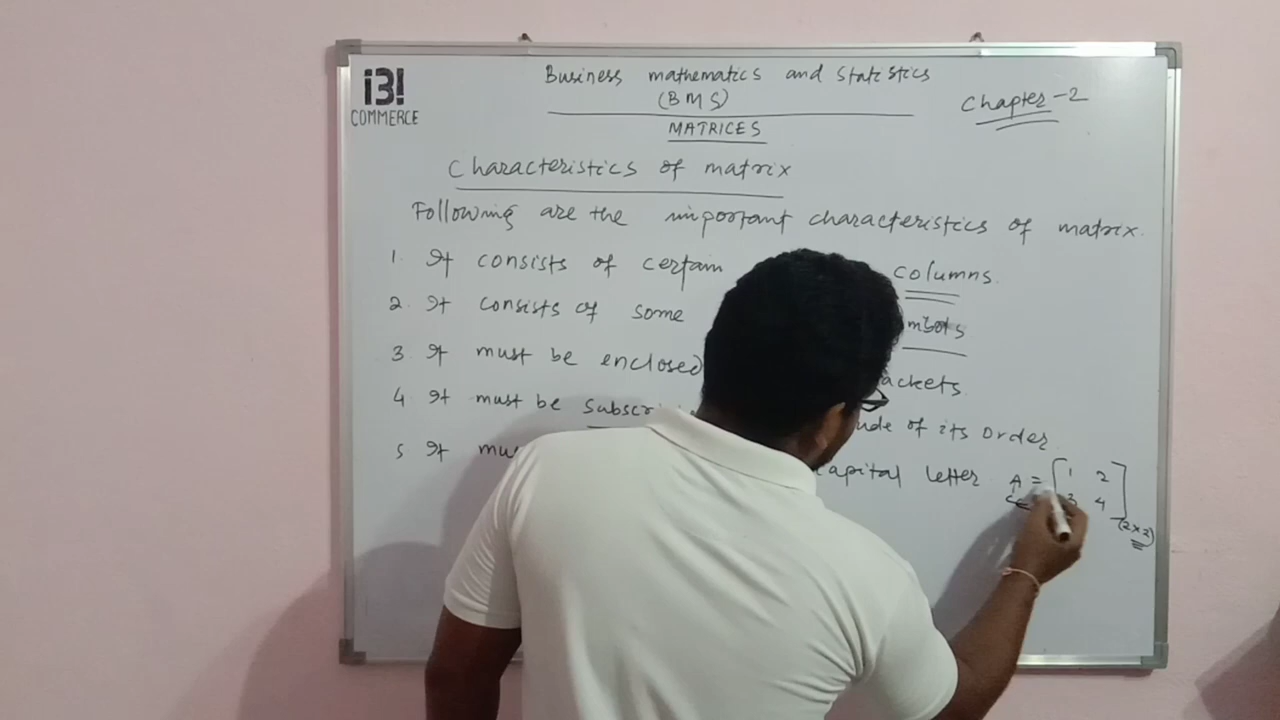 i3!
COMMERCE
Business mathematics and statistics
(BMS)
Chapter-2
MATRICES
Characteristics of matrix
Following are the important characteristics of matrix.
1. It consists of certain columns.
2. It consists of some
3 It must be enclosed ackets.
4 It must be Subscri ude of its order
5 It mu capital letter A = [1 2
3 4]
(2×2)